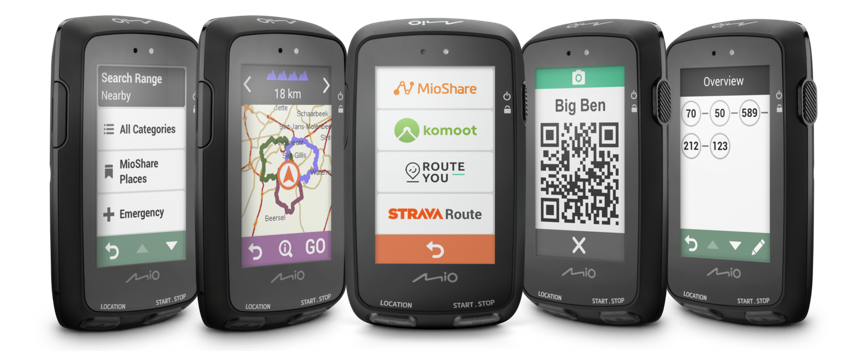 Search Range
Nearby
All Categories
MioShare
Places
Emergency
Mio
LOCATION
START . STOP
18 km
Jette
Schaarbeek
Beersel
GO
Mio
LOCATION
START . STOP
MioShare
komoot
ROUTE
YOU
STRAVA Route
Mio
LOCATION
START . STOP
Big Ben
X
Mio
LOCATION
START . STOP
Overview
70 50 589
212 123
Mio
LOCATION
START . STOP